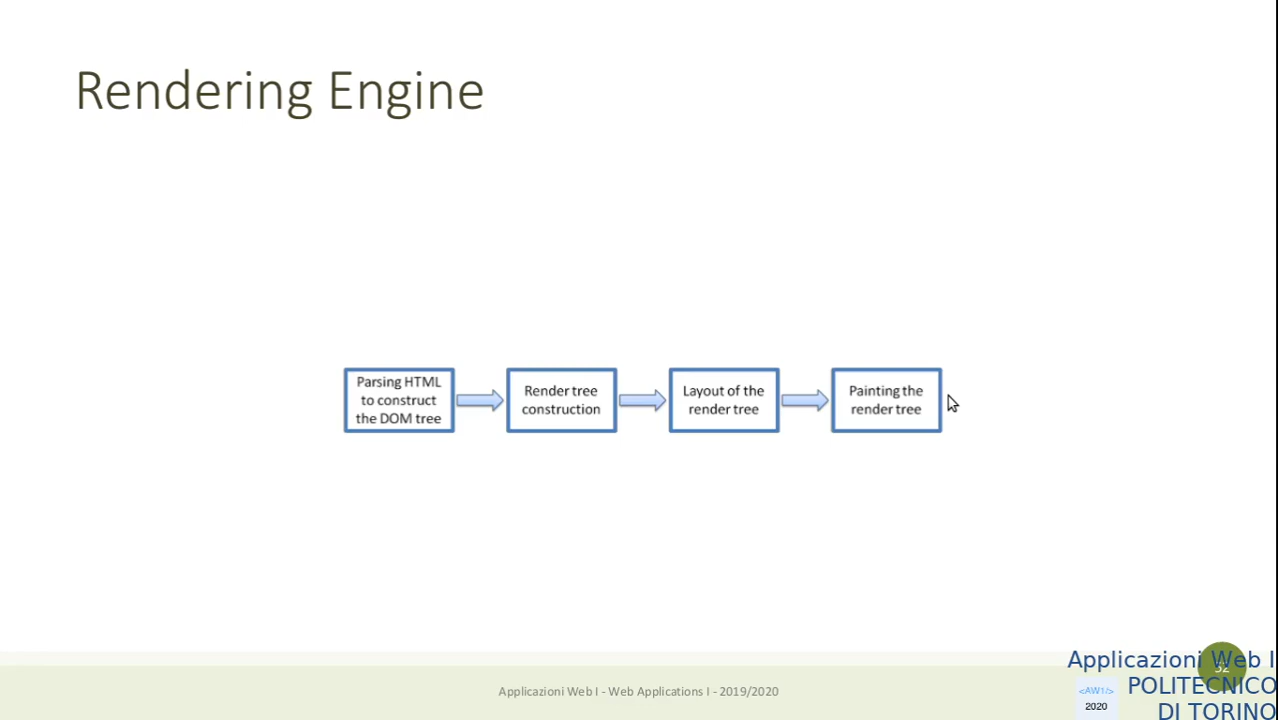 Rendering Engine
Parsing HTML
to construct
the DOM tree
Render tree
construction
Layout of the
render tree
Painting the
render tree
Applicazioni Web I - Web Applications I - 2019/2020
52
Applicazioni Web I
POLITECNICO
DI TORINO
<AW1/>
2020